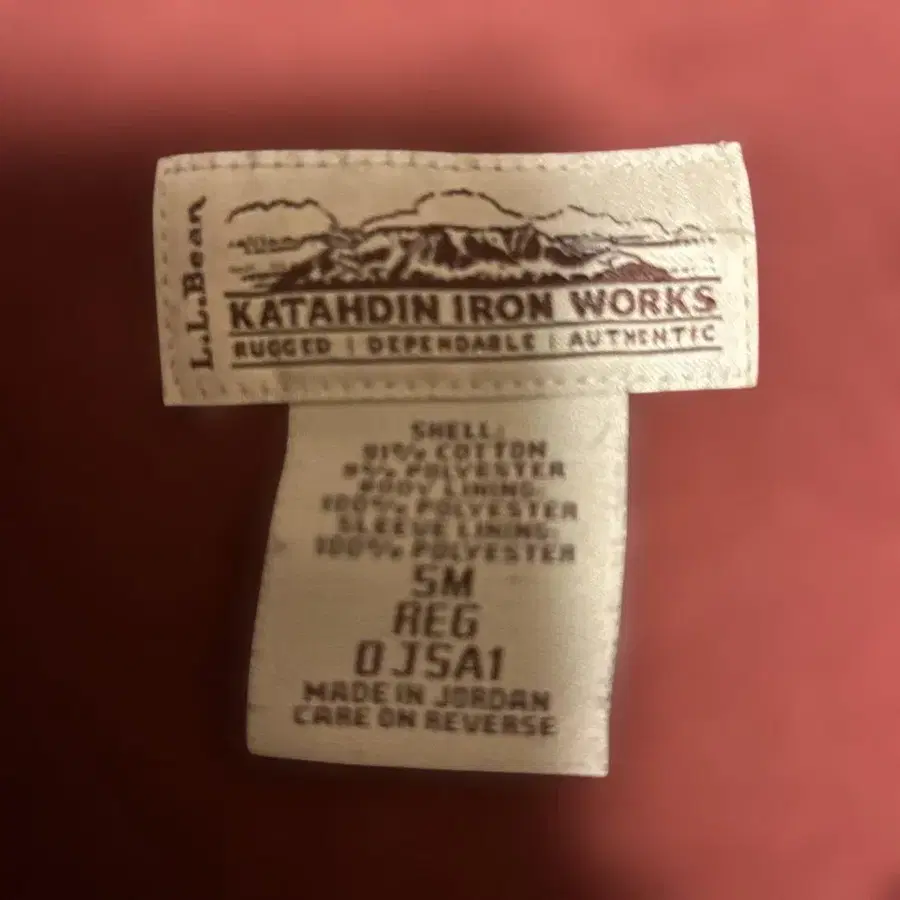 L.L.Bean
KATAHDIN IRON WORKS
RUGGED | DEPENDABLE | AUTHENTIC
SHELL:
91% COTTON
9% POLYESTER
BODY LINING:
100% POLYESTER
SLEEVE LINING:
100% POLYESTER
SM
REG
0JSA1
MADE IN JORDAN
CARE ON REVERSE